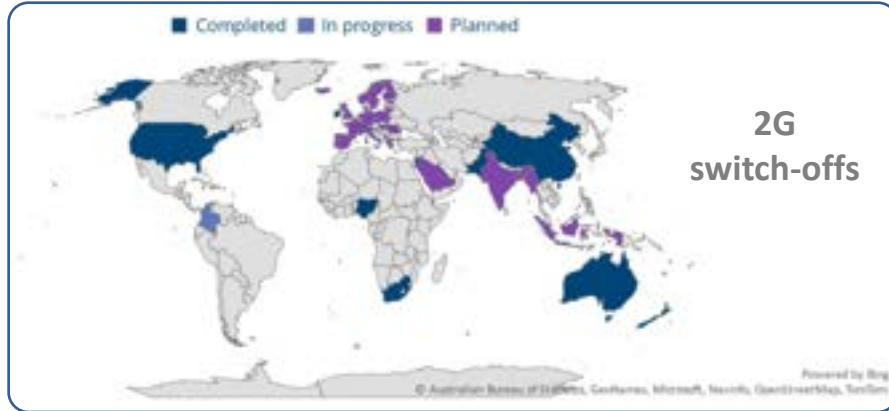 Completed In progress Planned
2G
switch-offs
Powered by Bing
© Australian Bureau of Statistics, GeoNames, Microsoft, Navinfo, OpenStreetMap, TomTom